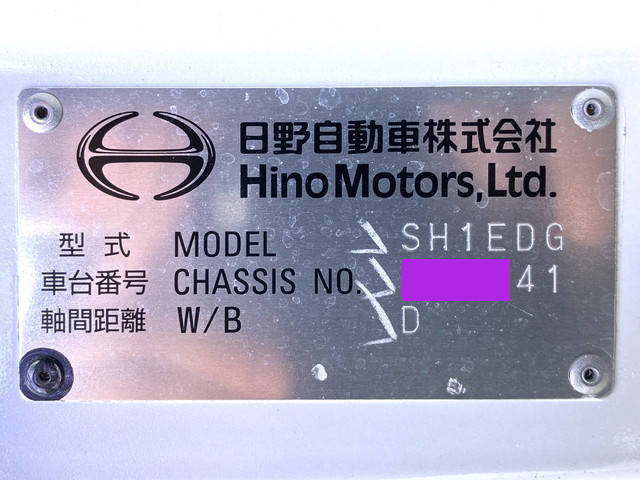 日野自動車株式会社
Hino Motors, Ltd.
型式 MODEL SH1EDG
車台番号 CHASSIS NO. 41
軸間距離 W/B D